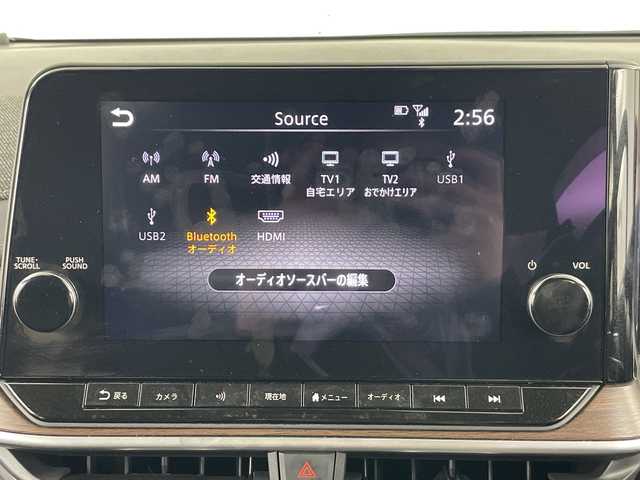 Source
2:56
AM
FM
交通情報
TV1
自宅エリア
TV2
おでかけエリア
USB1
USB2
Bluetooth
オーディオ
HDMI
オーディオソースバーの編集
TUNE・
SCROLL
PUSH
SOUND
VOL
戻る
カメラ
現在地
メニュー
オーディオ